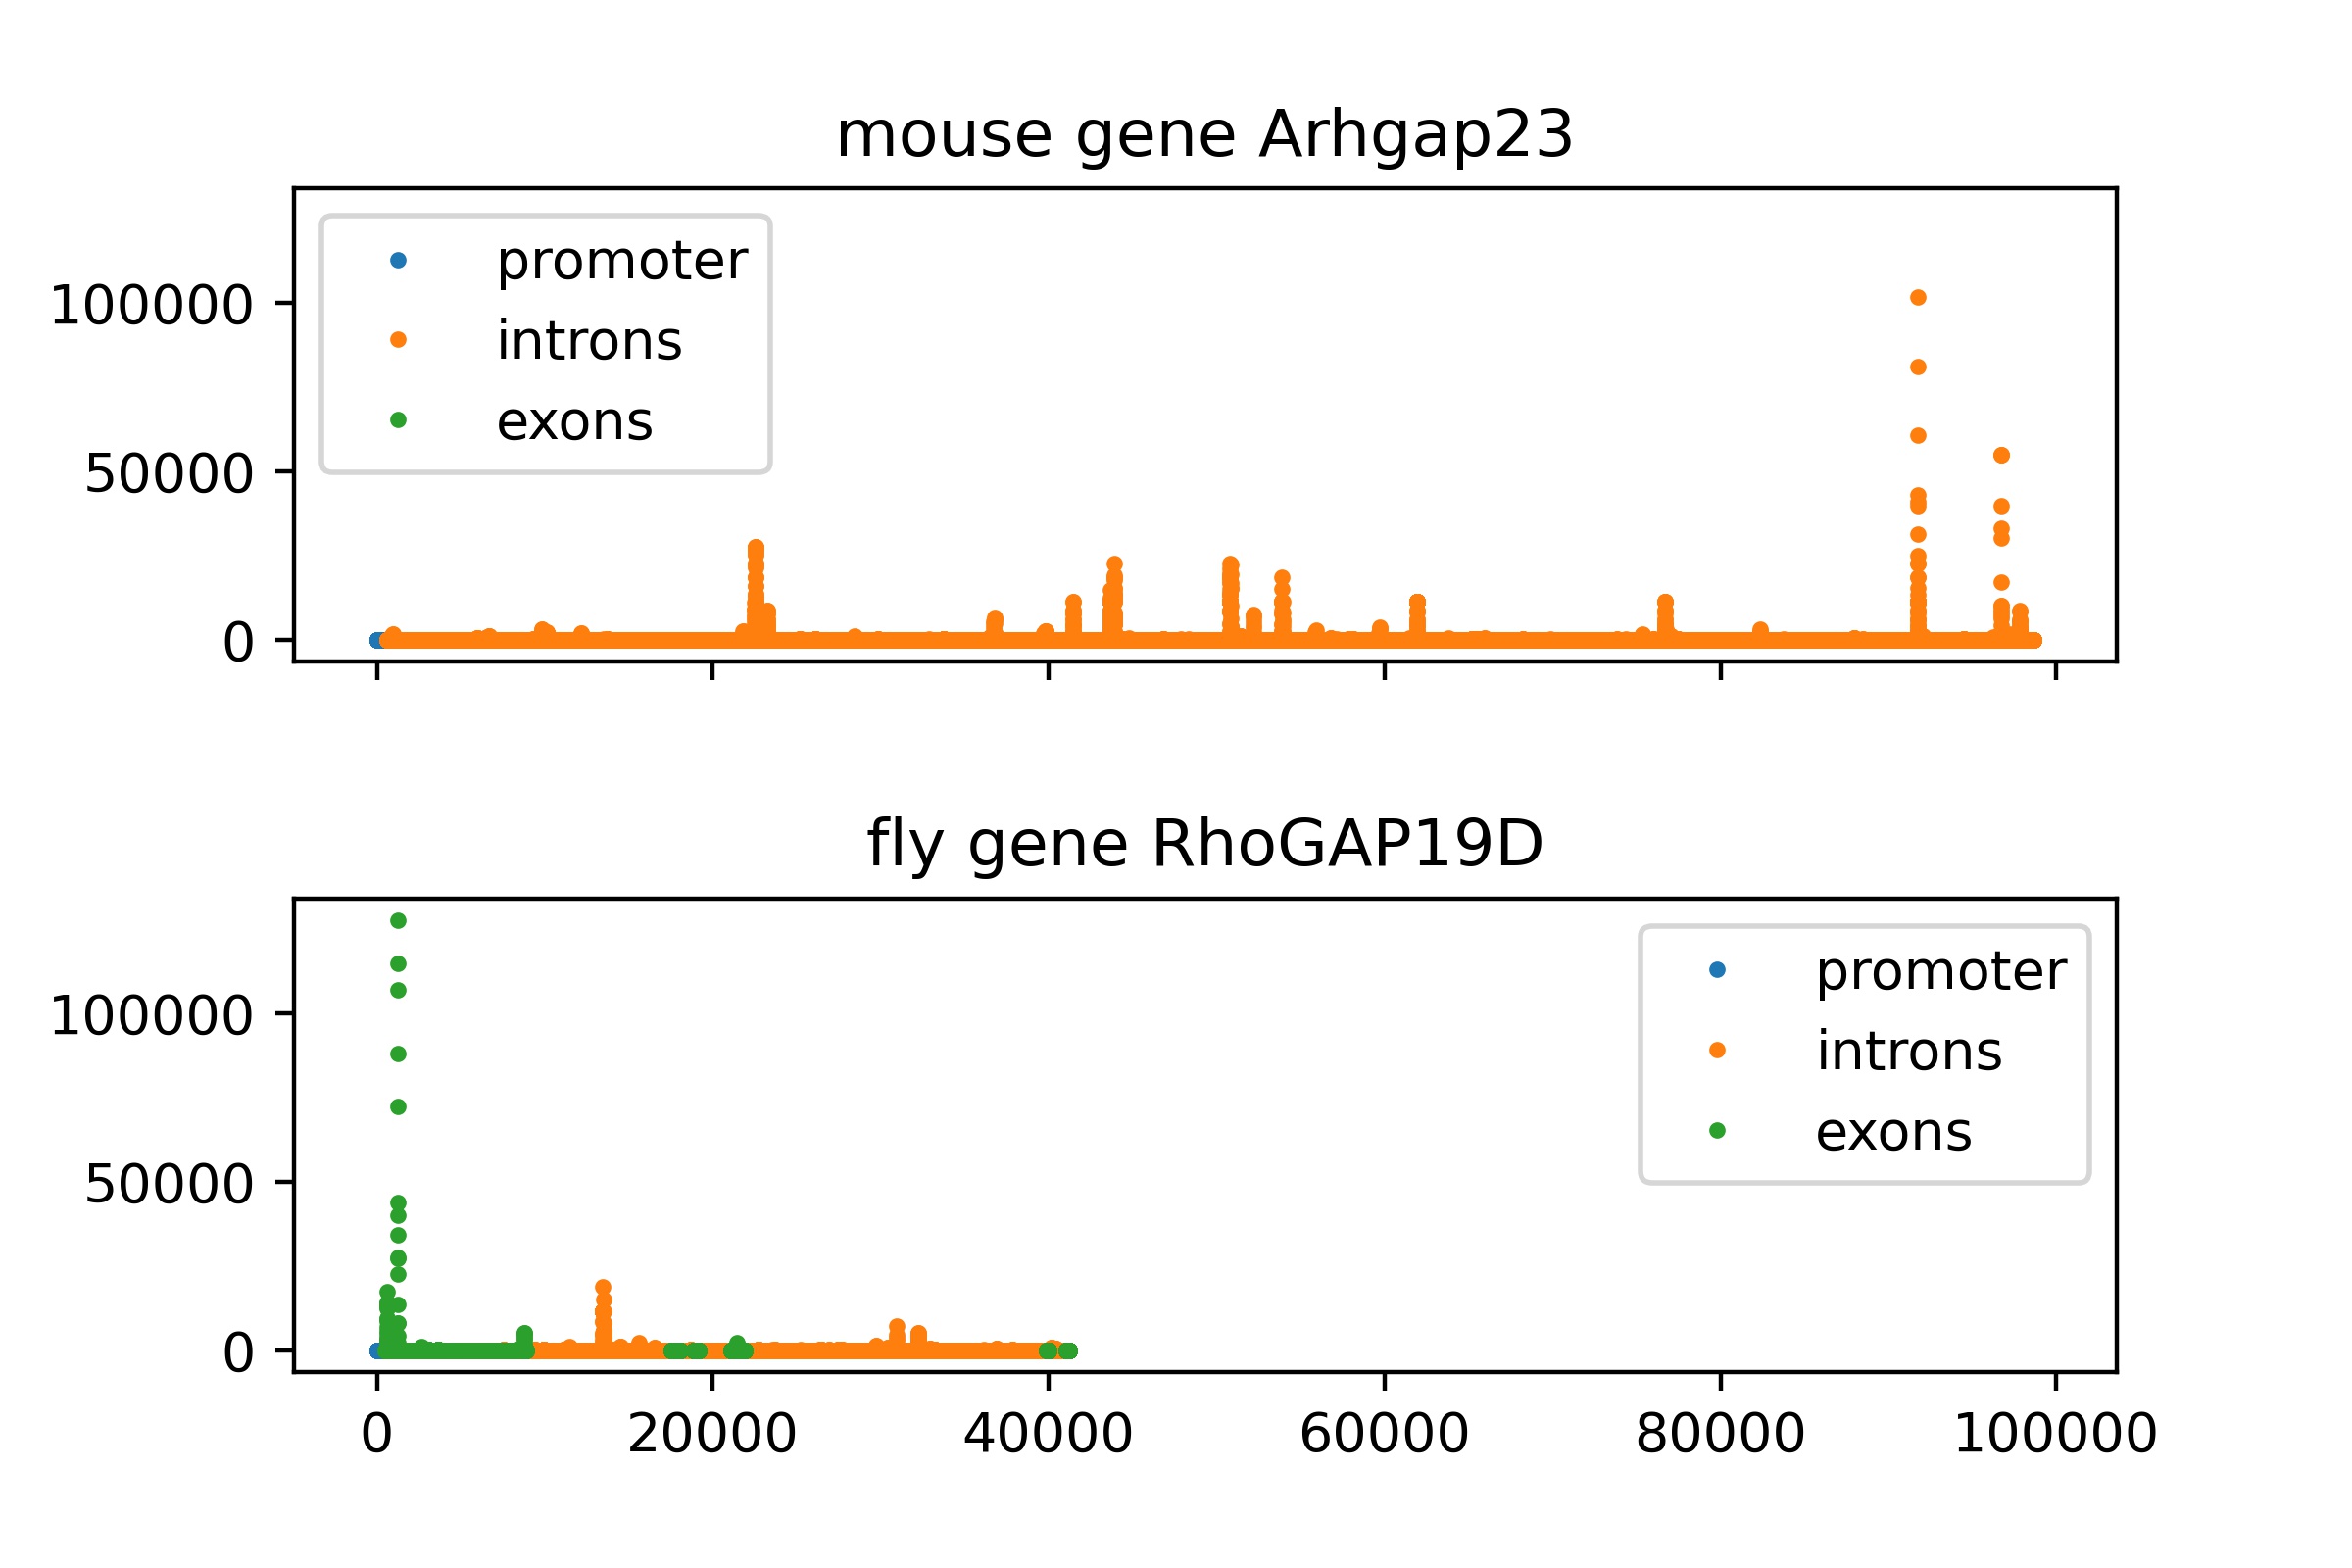 mouse gene Arhgap23
promoter
introns
exons
100000
50000
0
fly gene RhoGAP19D
promoter
introns
exons
100000
50000
0
0 20000 40000 60000 80000 100000